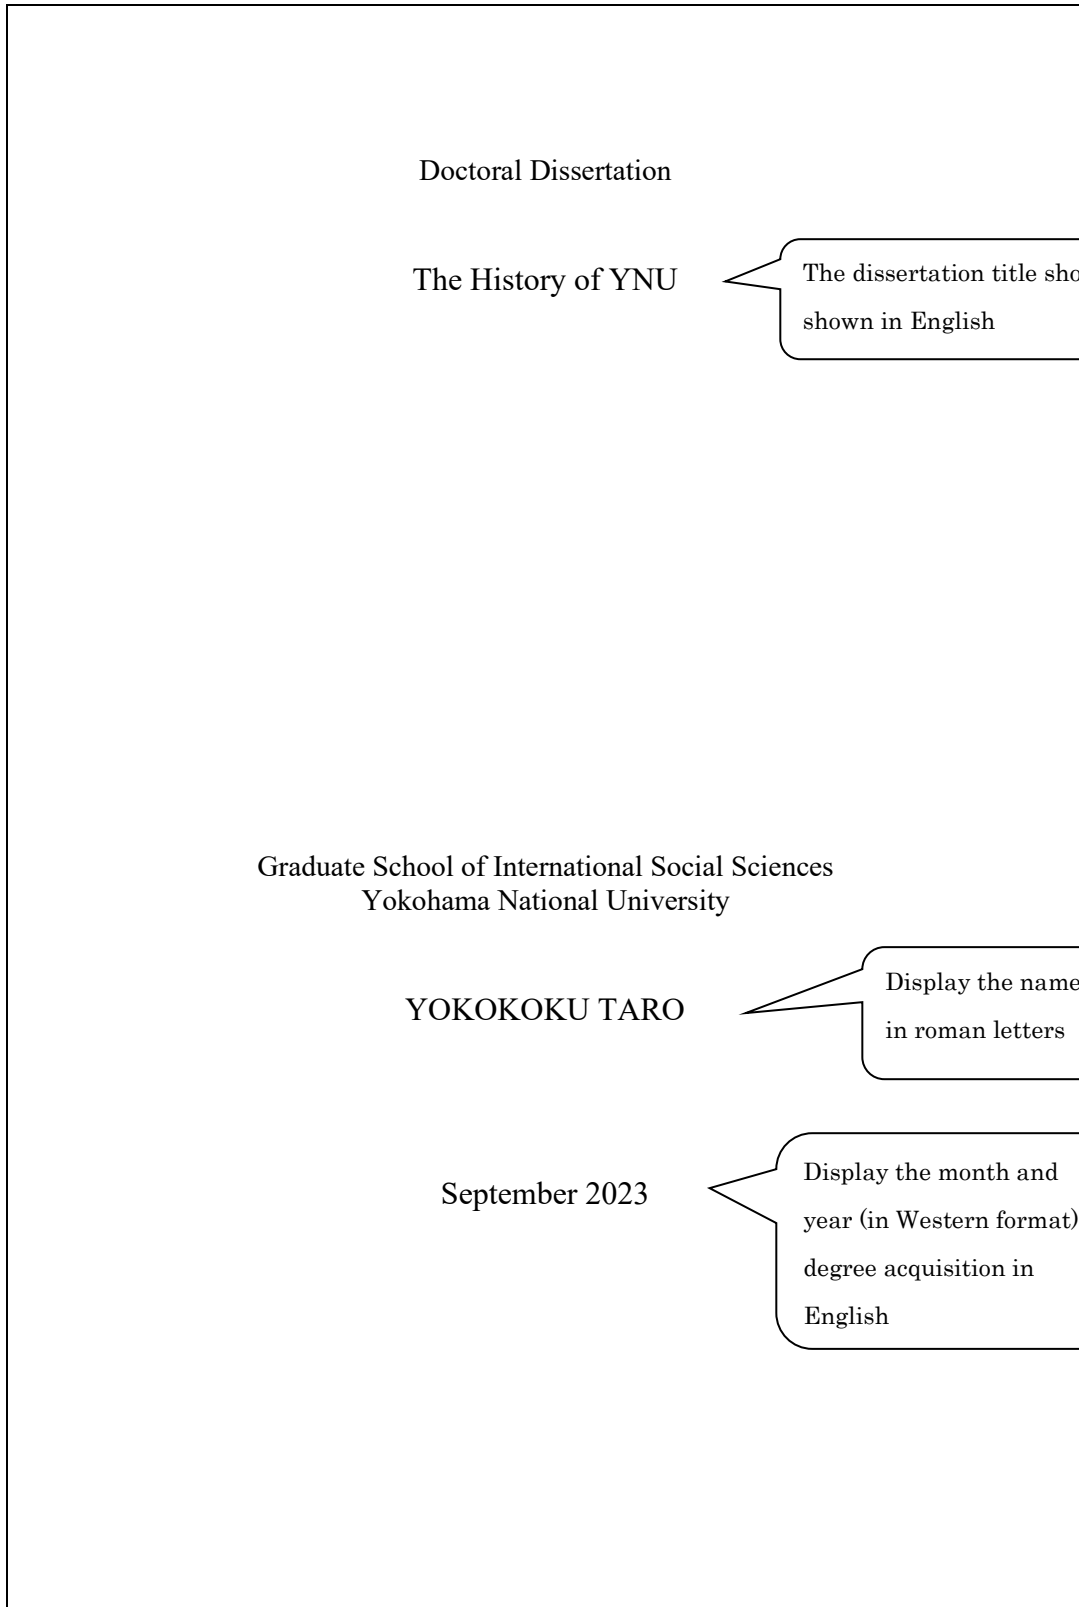 Doctoral Dissertation
The History of YNU
The dissertation title sho
shown in English
Graduate School of International Social Sciences
Yokohama National University
YOKOKOKU TARO
Display the name
in roman letters
September 2023
Display the month and
year (in Western format)
degree acquisition in
English